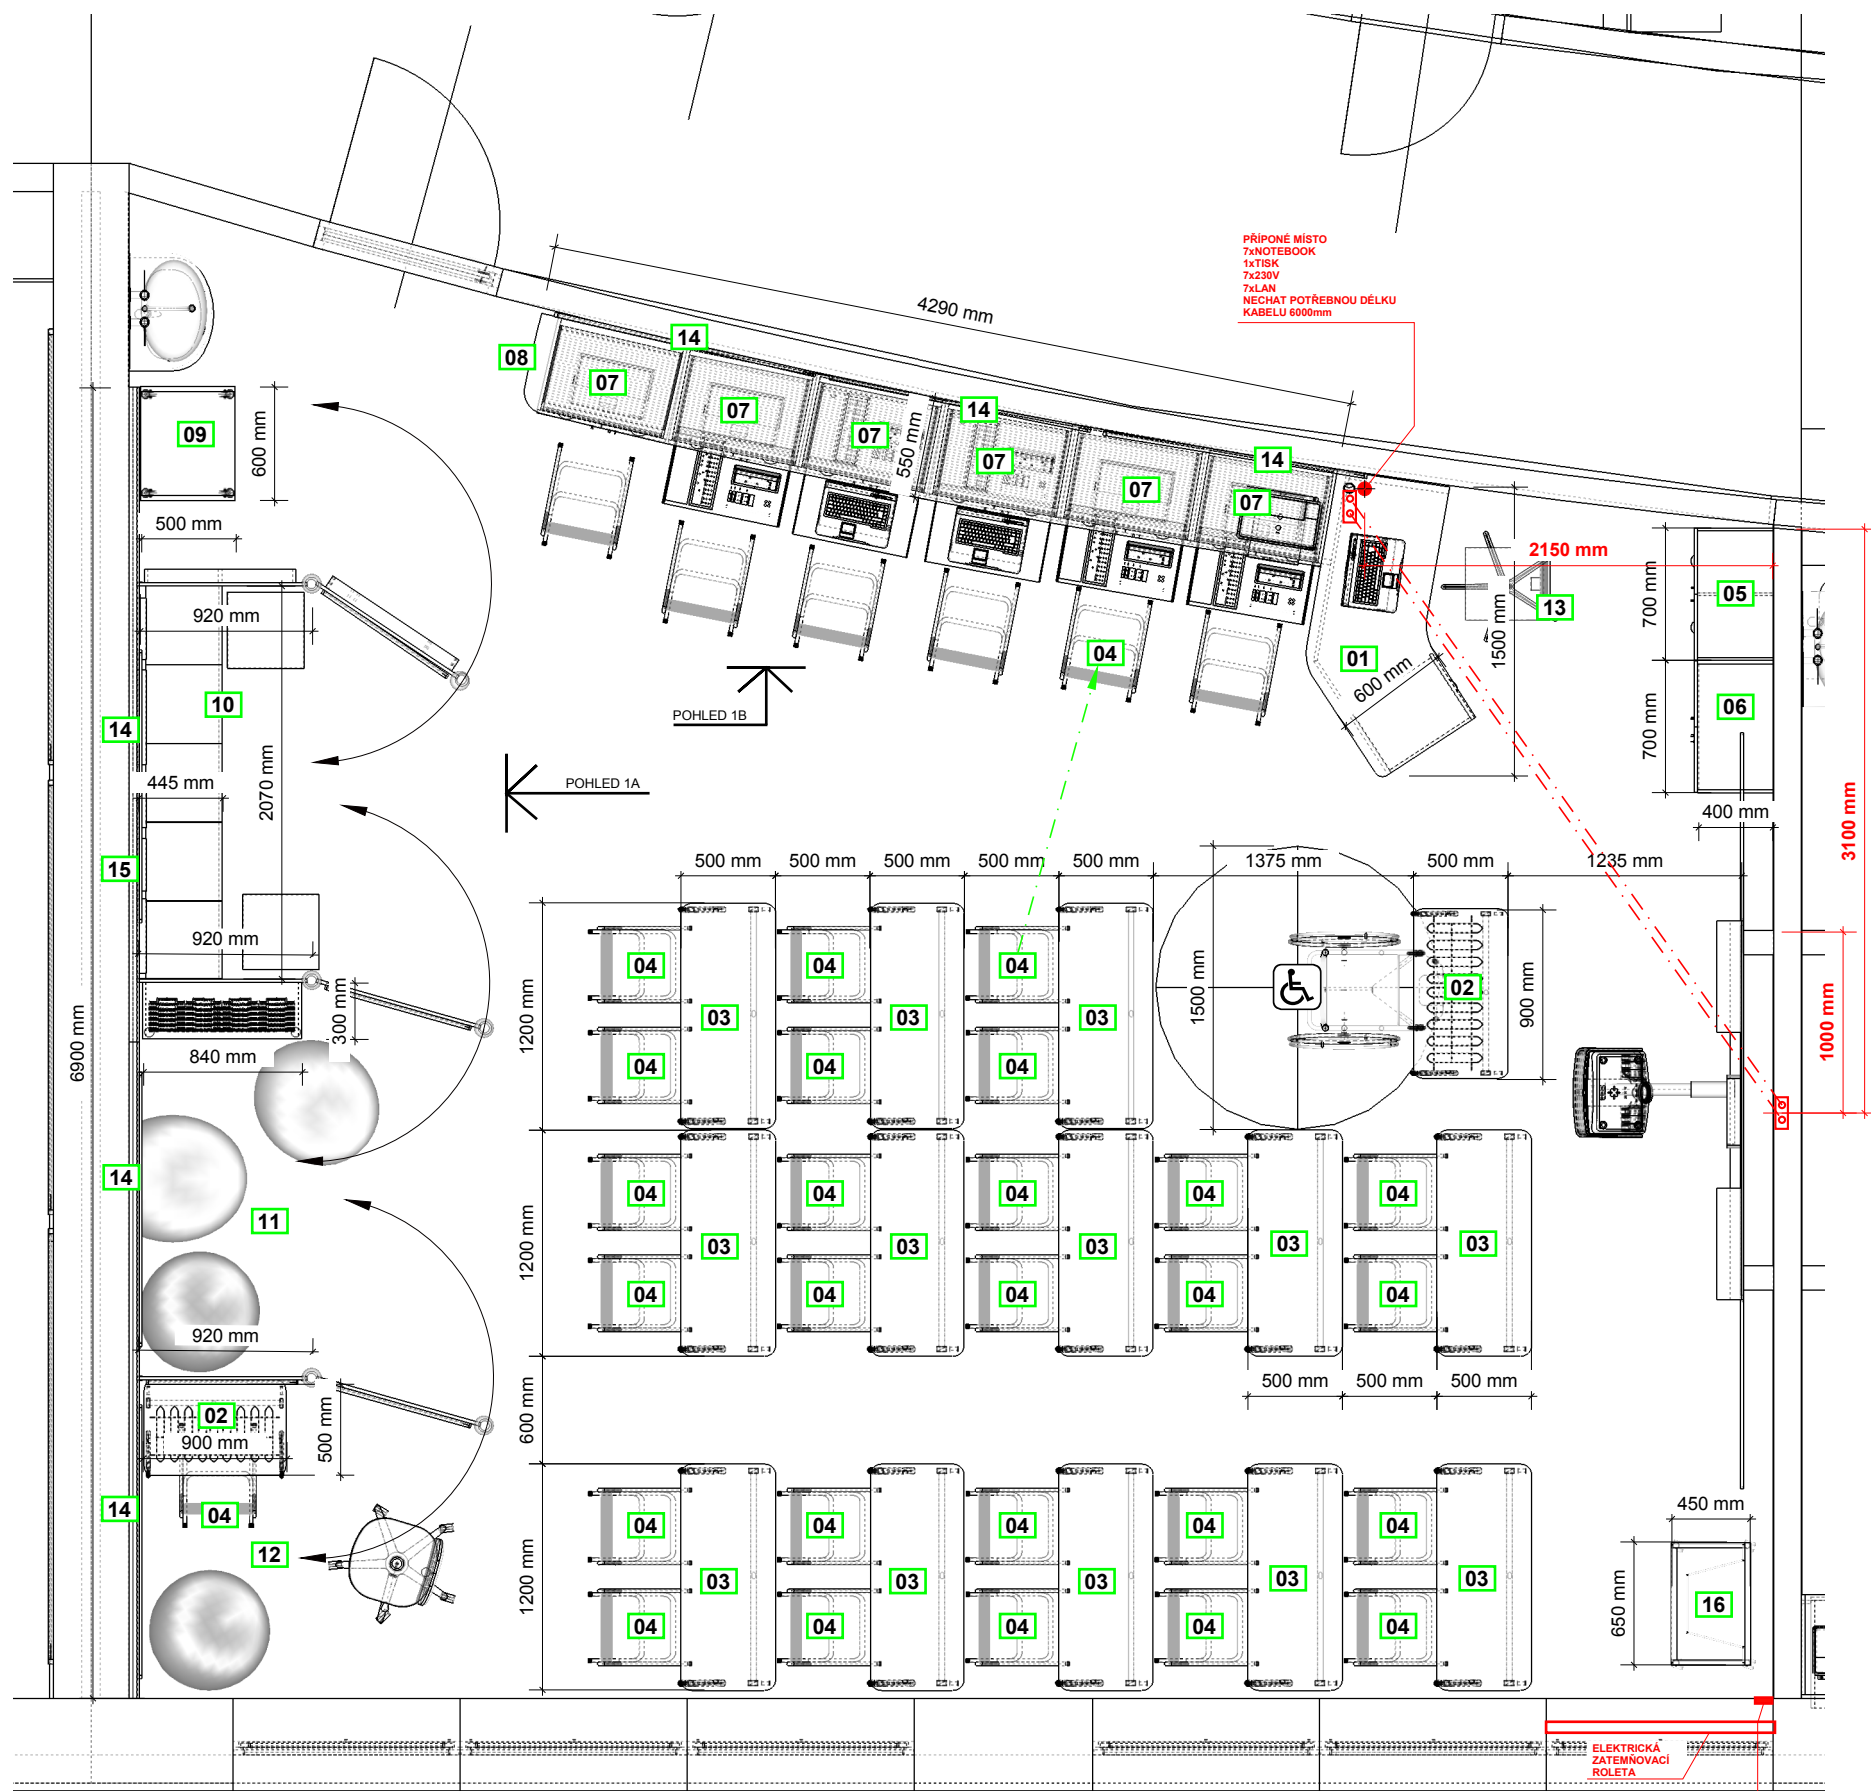 PŘÍPONÉ MÍSTO
7xNOTEBOOK
1xTISK
7x230V
7xLAN
NECHAT POTŘEBNOU DÉLKU
KABELU 6000mm
4290 mm
14
08
07
07
07
550 mm
14
07
07
14
07
09
600 mm
500 mm
2150 mm
700 mm
05
13
1500 mm
01
600 mm
04
920 mm
10
14
445 mm
2070 mm
15
920 mm
POHLED 1B
POHLED 1A
06
700 mm
400 mm
3100 mm
500 mm
500 mm
500 mm
500 mm
500 mm
1375 mm
500 mm
1235 mm
1200 mm
04
04
04
03
03
03
04
04
04
1500 mm
02
900 mm
1000 mm
300 mm
840 mm
6900 mm
14
11
1200 mm
04
04
04
04
04
03
03
03
03
03
04
04
04
04
04
920 mm
02
900 mm
500 mm
600 mm
500 mm
500 mm
500 mm
14
04
12
1200 mm
04
04
04
04
04
03
03
03
03
03
04
04
04
04
04
450 mm
650 mm
16
ELEKTRICKÁ
ZATEMŇOVACÍ
ROLETA